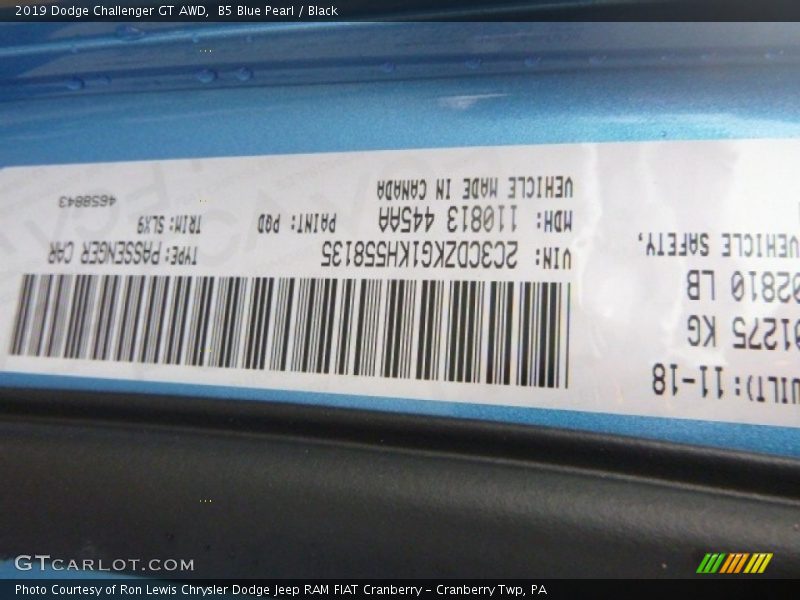 2019 Dodge Challenger GT AWD, B5 Blue Pearl / Black
UILT): 11-18
01275 KG
02810 LB
VEHICLE SAFETY,
VIN: 2C3CDZKG1KH558135 TYPE: PASSENGER CAR
MDH: 110813 445AA PAINT: PQD TRIM: SLX9
VEHICLE MADE IN CANADA 4658843
GTCARLOT.COM
Photo Courtesy of Ron Lewis Chrysler Dodge Jeep RAM FIAT Cranberry – Cranberry Twp, PA